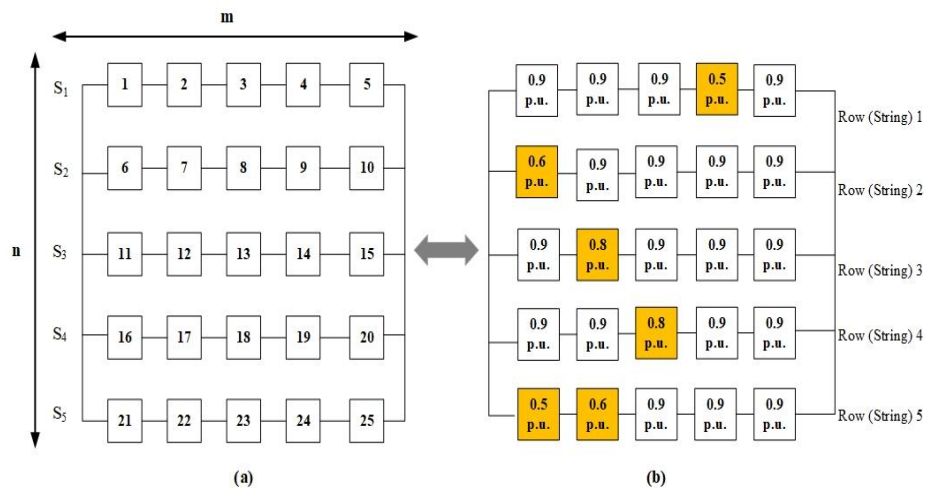 m
n
S1 1 2 3 4 5
S2 6 7 8 9 10
S3 11 12 13 14 15
S4 16 17 18 19 20
S5 21 22 23 24 25
(a)
0.9 0.9 0.9 0.5 0.9
p.u. p.u. p.u. p.u. p.u.
Row (String) 1
0.6 0.9 0.9 0.9 0.9
p.u. p.u. p.u. p.u. p.u.
Row (String) 2
0.9 0.8 0.9 0.9 0.9
p.u. p.u. p.u. p.u. p.u.
Row (String) 3
0.9 0.9 0.8 0.9 0.9
p.u. p.u. p.u. p.u. p.u.
Row (String) 4
0.5 0.6 0.9 0.9 0.9
p.u. p.u. p.u. p.u. p.u.
Row (String) 5
(b)